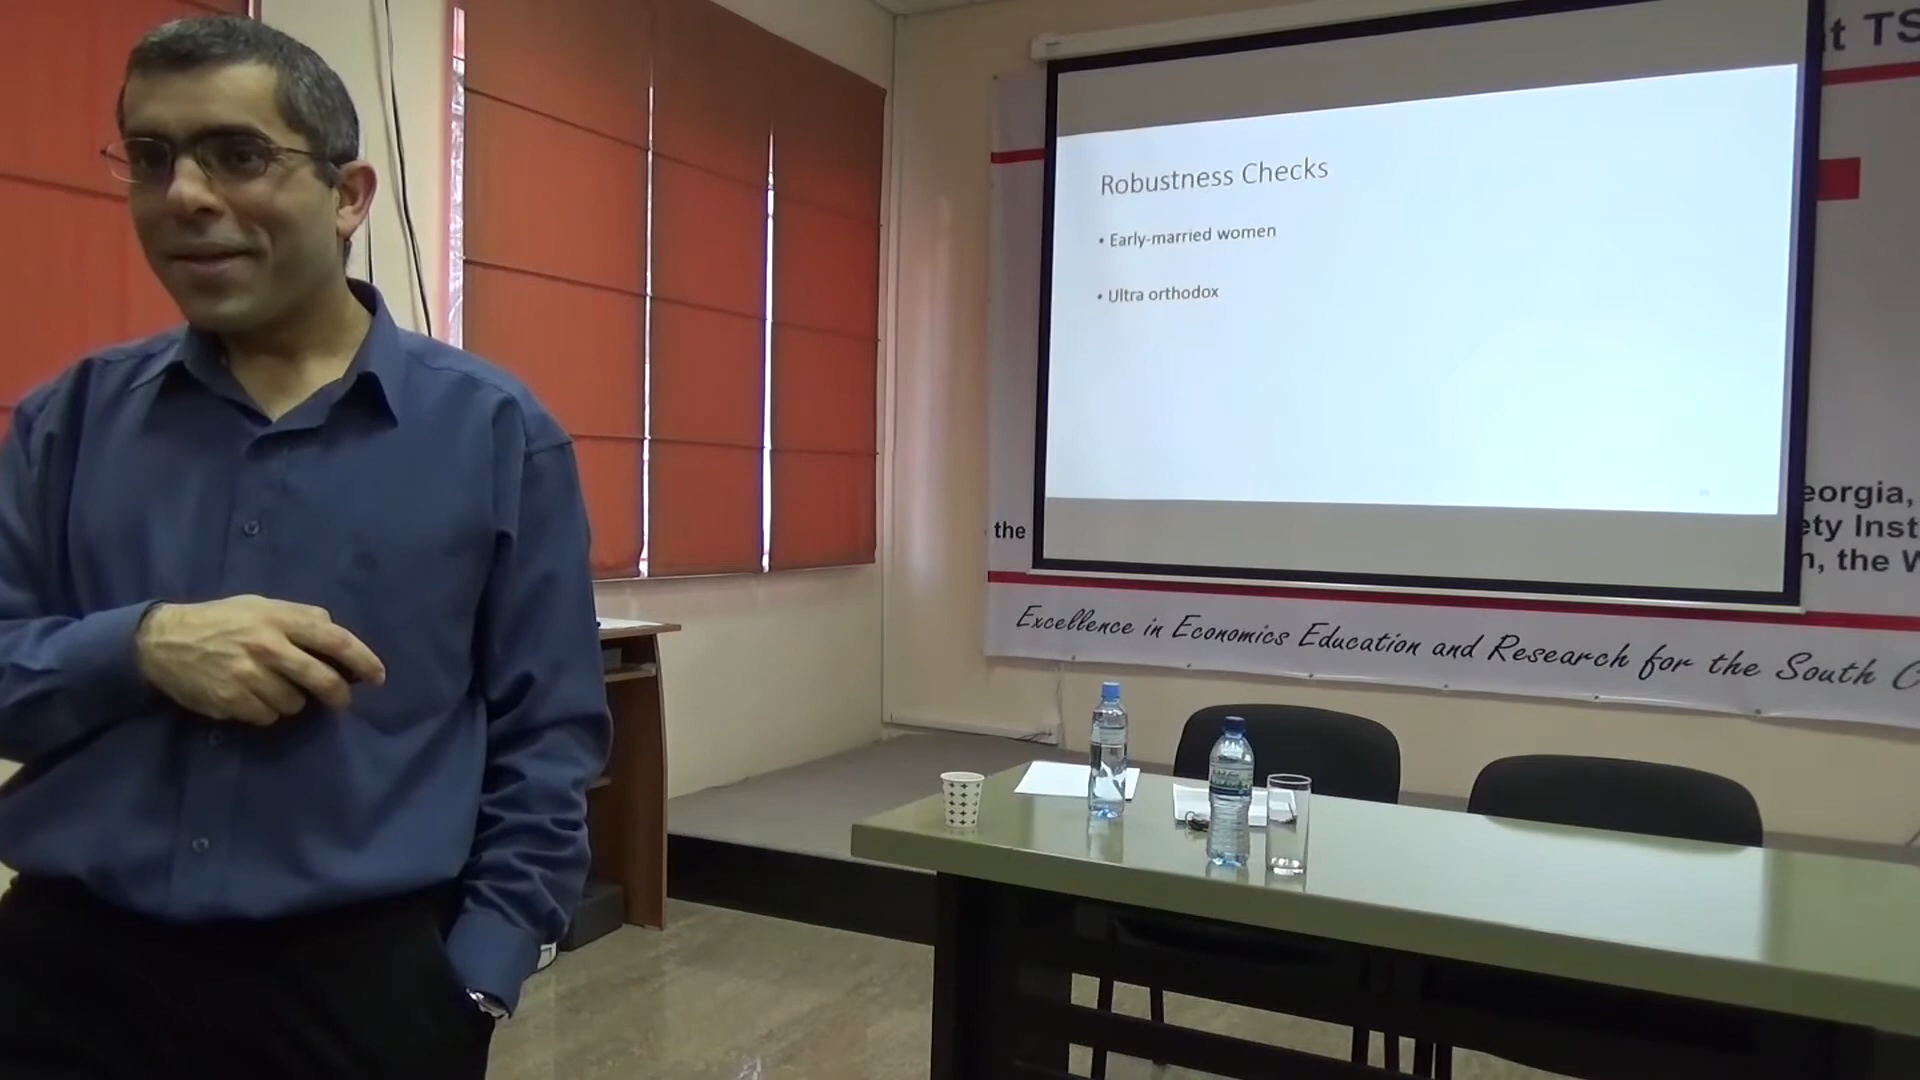 t TS
Robustness Checks
• Early-married women
• Ultra orthodox
eorgia,
the
ety Inst
n, the W
Excellence in Economics Education and Research for the South C